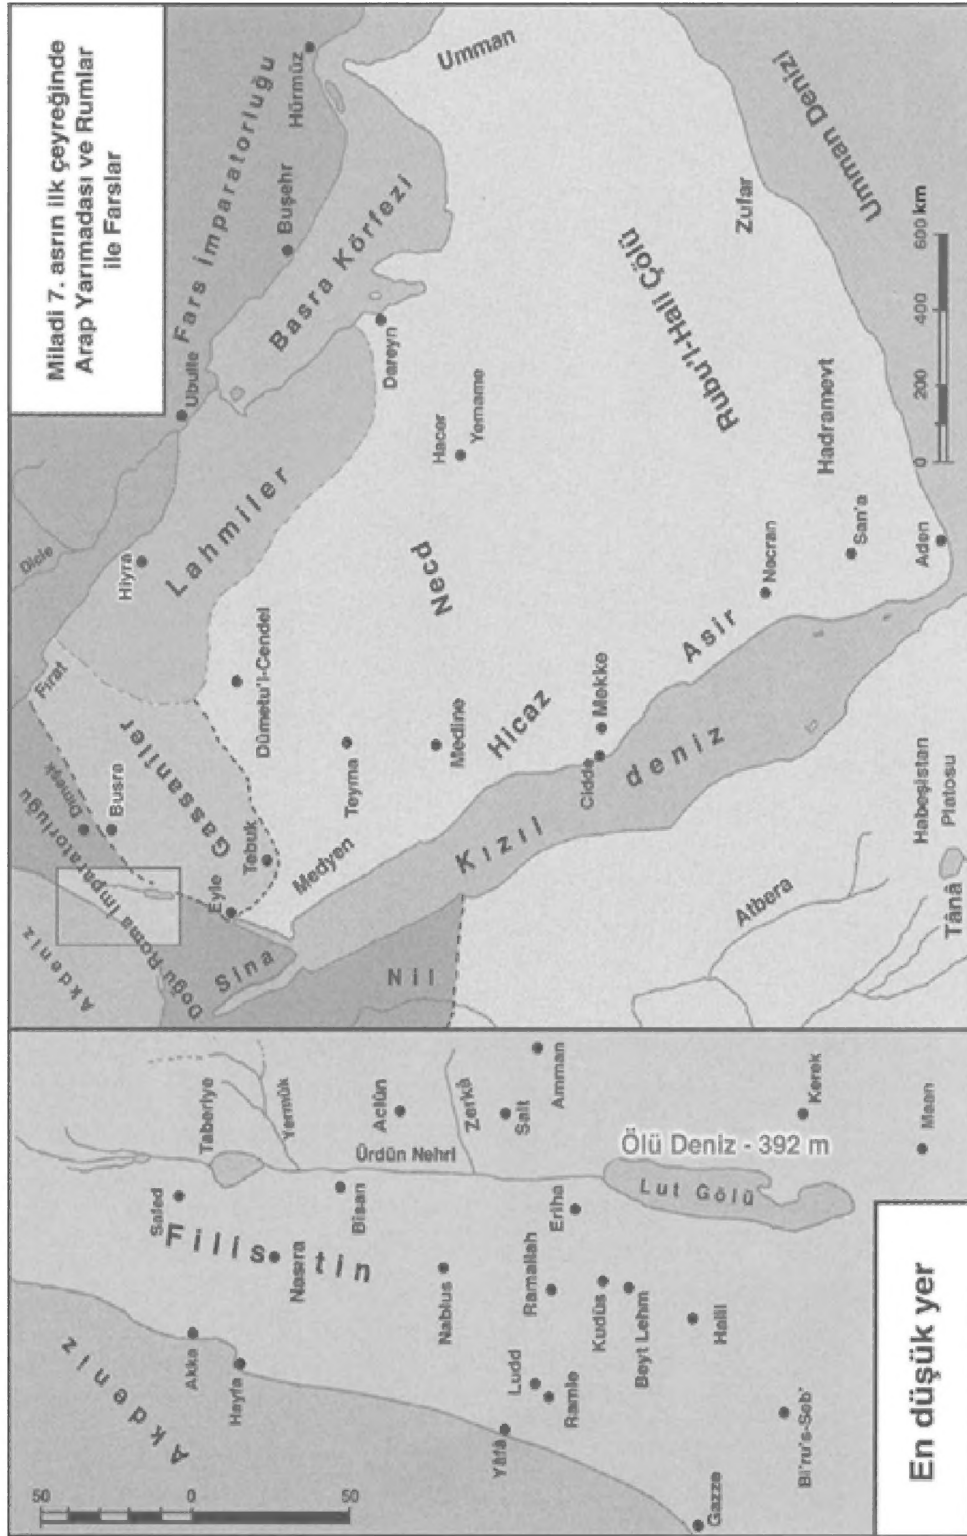 Miladi 7. asrın ilk çeyreğinde
Arap Yarımadası ve Rumlar
ile Farslar
Umman
Umman Denizi
Fars İmparatorluğu
Hürmüz
Buşehr
Basra Körfezi
Ubulle
Dareyn
Hacer
Yemame
Rubu'l-Hali Çölü
Zufar
Hadramevt
600 km
400
200
0
Dicle
Hiyra
Lahmiler
Necd
Necran
San'a
Aden
Asir
Fırat
Gassaniler
Dûmetu'l-Cendel
Teyma
Medine
Hicaz
Mekke
Cidde
Kızıl deniz
Dımeşk
Busra
Tebuk
Eyle
Medyen
Doğu Roma İmparatorluğu
Akdeniz
Sina
Nil
Atbera
Habeşistan
Platosu
Tânâ
Taberiye
Yermûk
Aclûn
Zerkâ
Salt
Amman
Kerek
Maan
Ürdün Nehri
Ölü Deniz - 392 m
Lut Gölü
Safed
Filistin
Nasıra
Bîsan
Eriha
Nablus
Ramallah
Kudüs
Beyt Lehm
Halil
Akka
Hayfa
Ludd
Ramle
Yâfâ
Bi'ru's-Seb'
Gazze
Akdeniz
50
0
50
En düşük yer